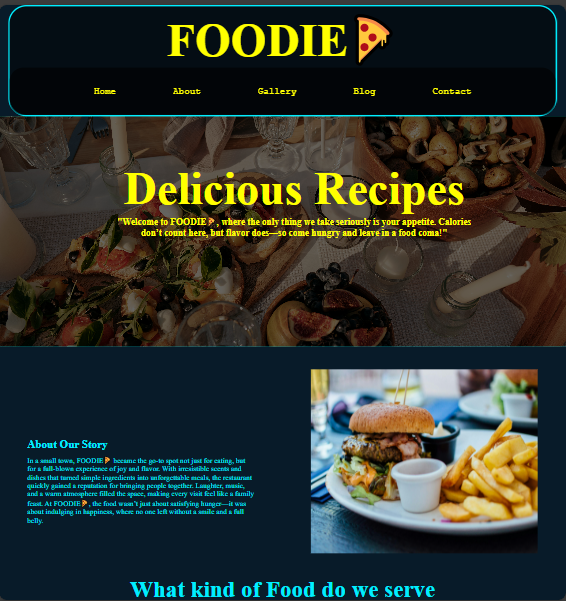 FOODIE🍕
Home About Gallery Blog Contact
Delicious Recipes
"Welcome to FOODIE🍕, where the only thing we take seriously is your appetite. Calories
don't count here, but flavor does—so come hungry and leave in a food coma!"
About Our Story
In a small town, FOODIE🍕 became the go-to spot not just for eating, but
for a full-blown experience of joy and flavor. With irresistible scents and
dishes that turned simple ingredients into unforgettable meals, the restaurant
quickly gained a reputation for bringing people together. Laughter, music,
and a warm atmosphere filled the space, making every visit feel like a family
feast. At FOODIE🍕, the food wasn't just about satisfying hunger—it was
about indulging in happiness, where no one left without a smile and a full
belly.
What kind of Food do we serve